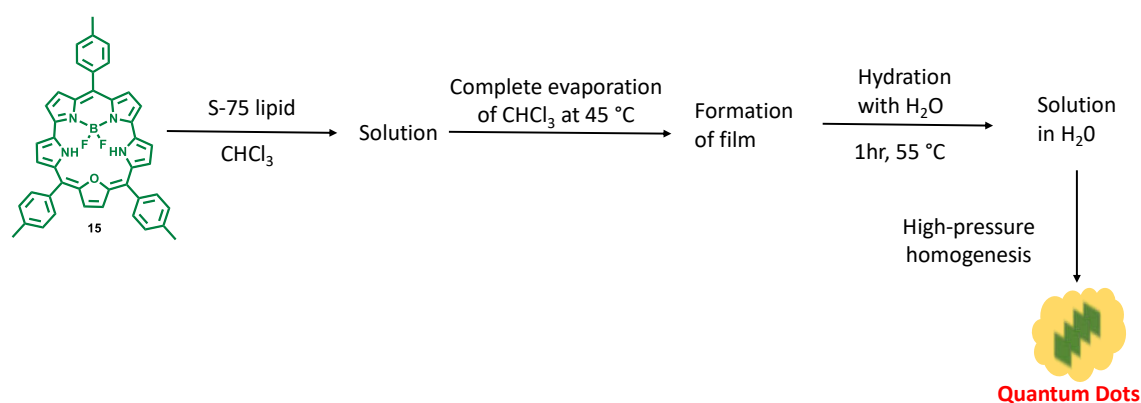 N
N
B
F
F
NH
HN
O
15
S-75 lipid
CHCl₃
Solution
Complete evaporation
of CHCl₃ at 45 °C
Formation
of film
Hydration
with H₂O
1hr, 55 °C
Solution
in H₂0
High-pressure
homogenesis
Quantum Dots